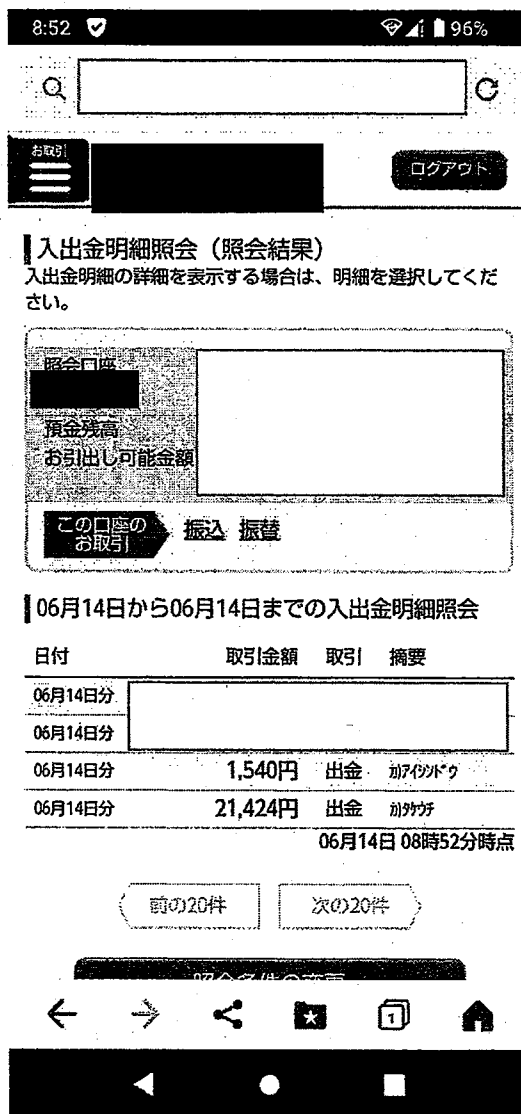 8:52
96%
お取引
ログアウト
入出金明細照会（照会結果）
入出金明細の詳細を表示する場合は、明細を選択してくだ
さい。
照会口座
預金残高
お引出し可能金額
この口座の
お取引
振込 振替
06月14日から06月14日までの入出金明細照会
日付 取引金額 取引 摘要
06月14日分
06月14日分
06月14日分 1,540円 出金 カ)アイシンドウ
06月14日分 21,424円 出金 カ)タケウチ
06月14日 08時52分時点
前の20件 次の20件
照会条件の変更
1